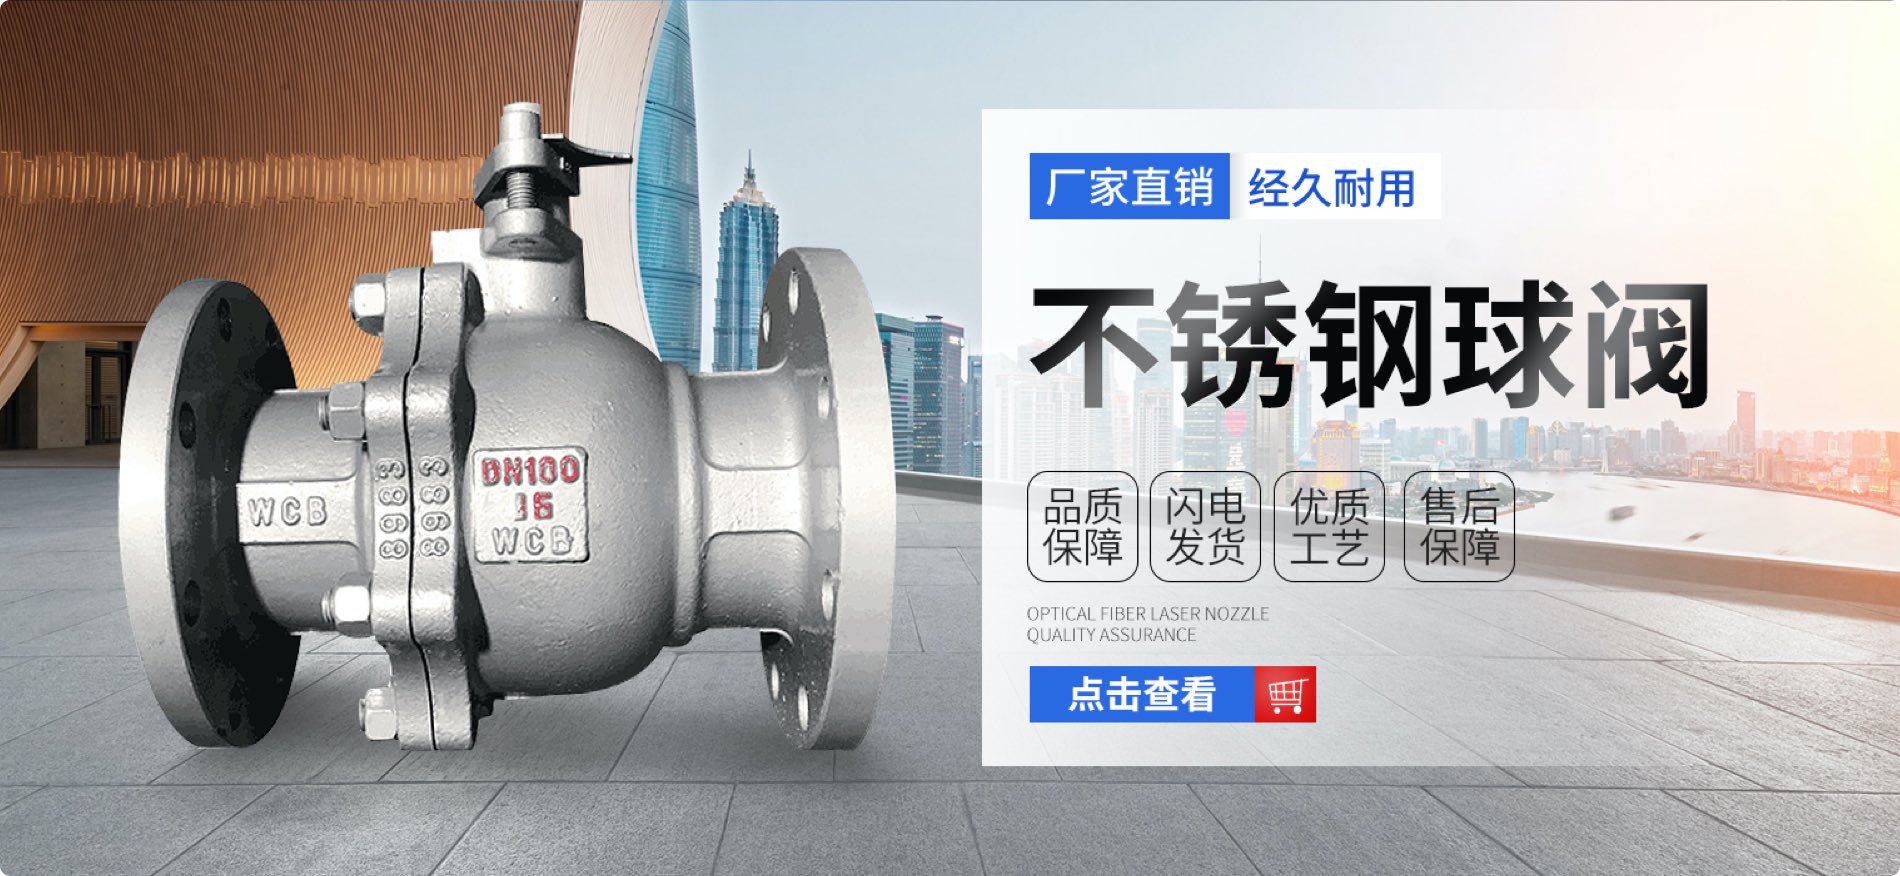 厂家直销 经久耐用
不锈钢球阀
品质保障 闪电发货 优质工艺 售后保障
OPTICAL FIBER LASER NOZZLE
QUALITY ASSURANCE
点击查看
DN100
16
WCB
WCB